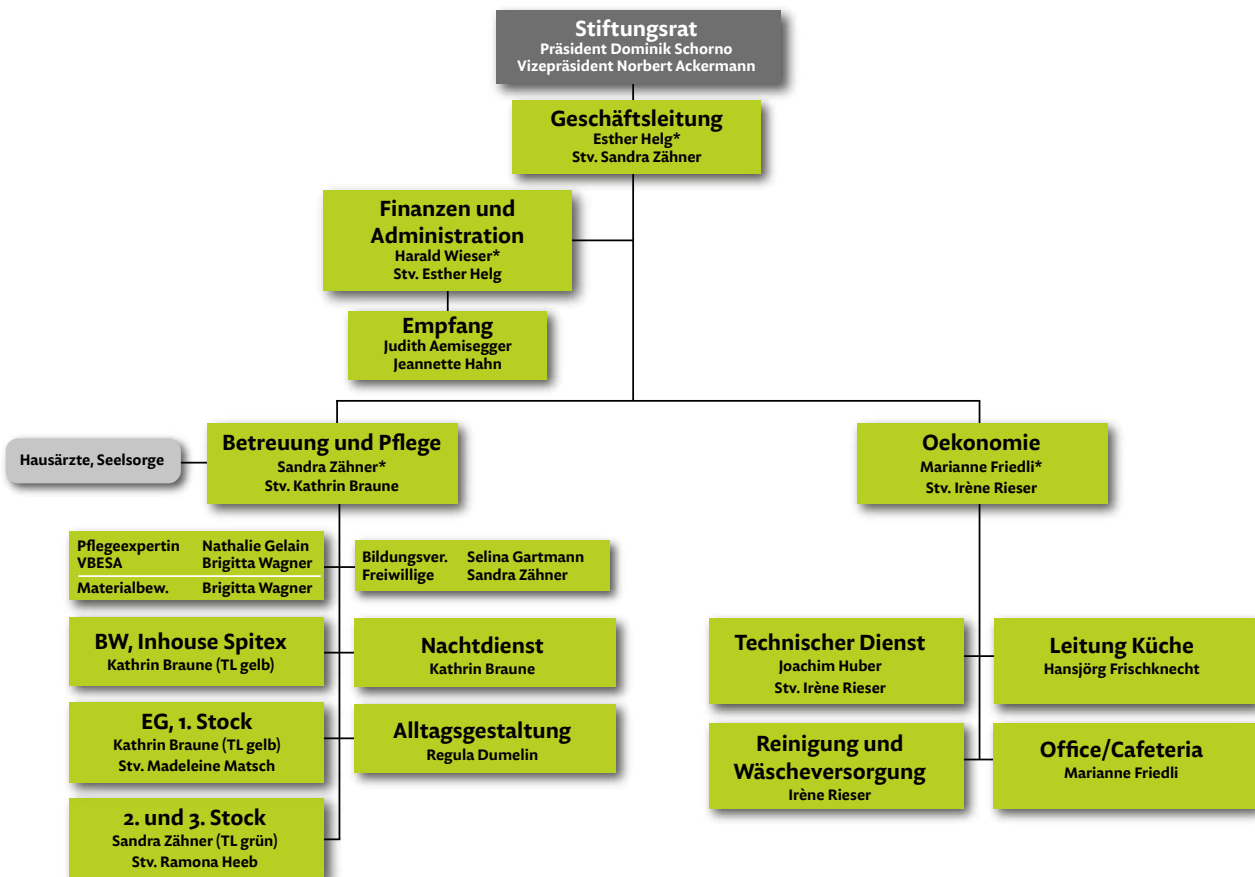 Stiftungsrat
Präsident Dominik Schorno
Vizepräsident Norbert Ackermann
Geschäftsleitung
Esther Helg*
Stv. Sandra Zähner
Finanzen und
Administration
Harald Wieser*
Stv. Esther Helg
Empfang
Judith Aemisegger
Jeannette Hahn
Hausärzte, Seelsorge
Betreuung und Pflege
Sandra Zähner*
Stv. Kathrin Braune
Oekonomie
Marianne Friedli*
Stv. Irène Rieser
Pflegeexpertin Nathalie Gelain
VBESA Brigitta Wagner
Materialbew. Brigitta Wagner
Bildungsver. Selina Gartmann
Freiwillige Sandra Zähner
BW, Inhouse Spitex
Kathrin Braune (TL gelb)
Nachtdienst
Kathrin Braune
EG, 1. Stock
Kathrin Braune (TL gelb)
Stv. Madeleine Matsch
Alltagsgestaltung
Regula Dumelin
2. und 3. Stock
Sandra Zähner (TL grün)
Stv. Ramona Heeb
Technischer Dienst
Joachim Huber
Stv. Irène Rieser
Leitung Küche
Hansjörg Frischknecht
Reinigung und
Wäscheversorgung
Irène Rieser
Office/Cafeteria
Marianne Friedli